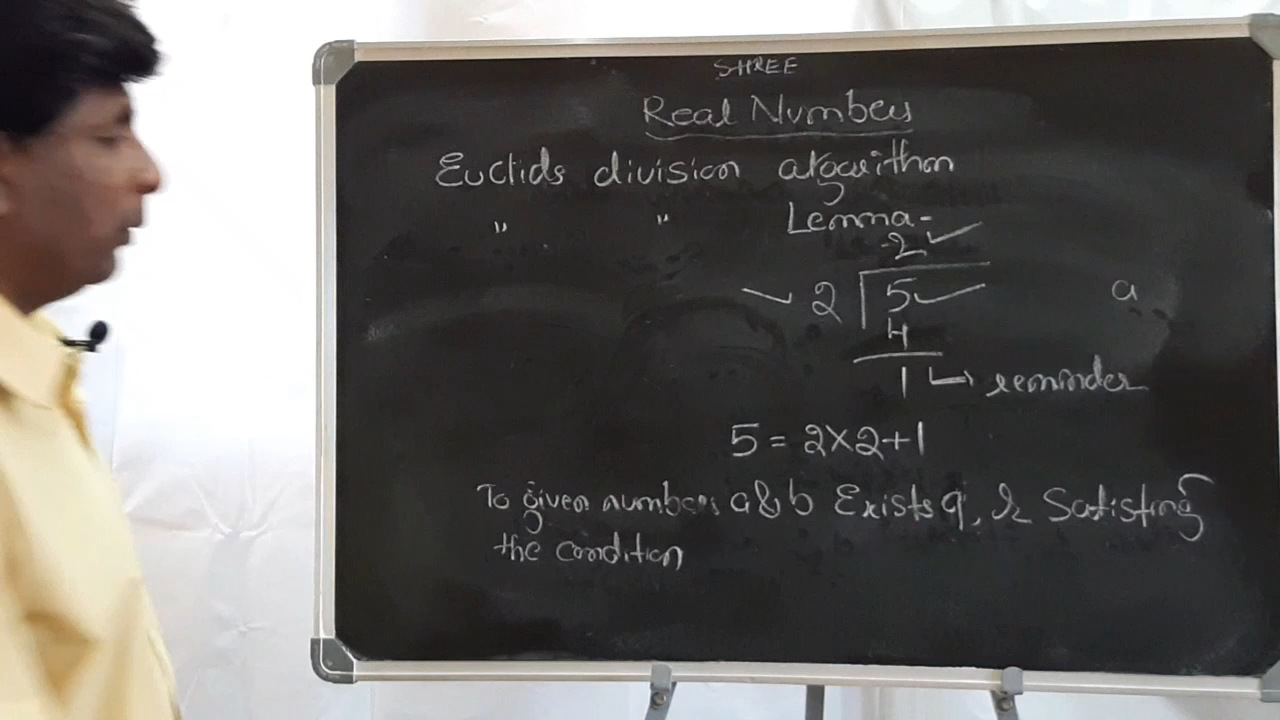 SHREE
Real Numbers
Euclids division algorithm
" " Lemma-
2
2 5 a
4
1 → reminder
5 = 2×2+1
To given numbers a & b Exists q, r Satisfing
the condition